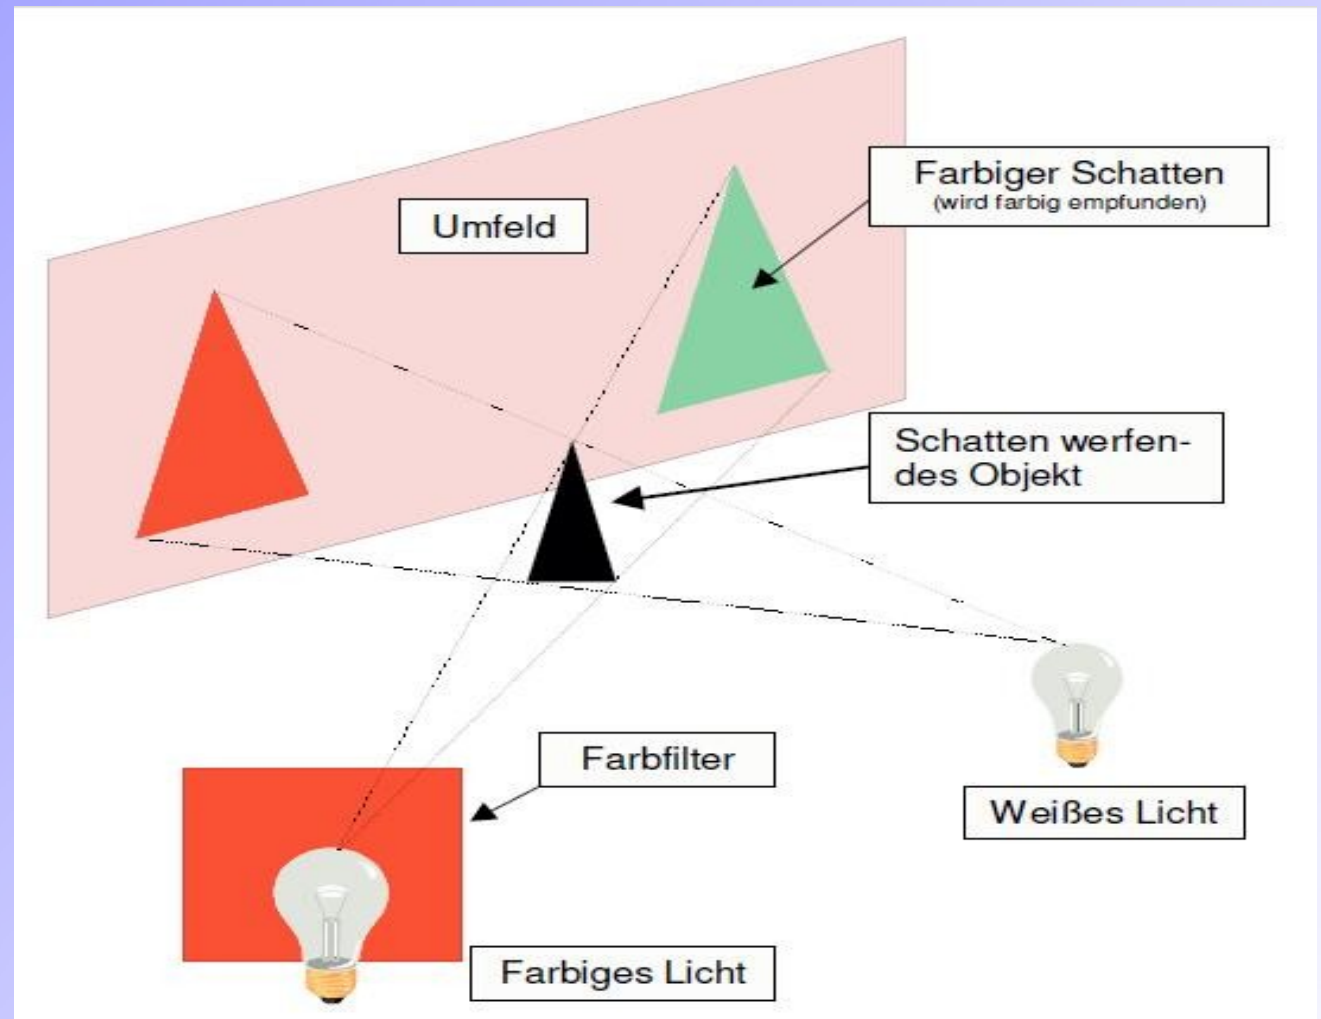 Farbiger Schatten
(wird farbig empfunden)
Umfeld
Schatten werfen-
des Objekt
Farbfilter
Weißes Licht
Farbiges Licht